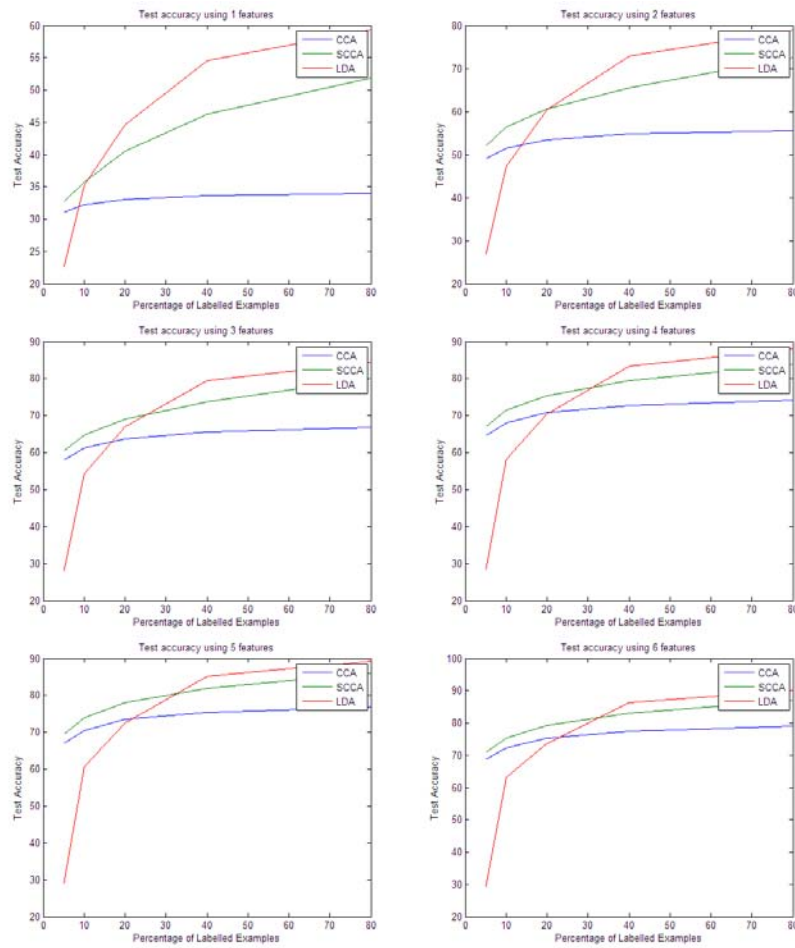 Test accuracy using 1 features
60
55
50
45
40
35
30
25
20
Test Accuracy
CCA
SCCA
LDA
0 10 20 30 40 50 60 70 80
Percentage of Labelled Examples
Test accuracy using 2 features
80
70
60
50
40
30
20
Test Accuracy
CCA
SCCA
LDA
0 10 20 30 40 50 60 70 80
Percentage of Labelled Examples
Test accuracy using 3 features
90
80
70
60
50
40
30
20
Test Accuracy
CCA
SCCA
LDA
0 10 20 30 40 50 60 70 80
Percentage of Labelled Examples
Test accuracy using 4 features
90
80
70
60
50
40
30
20
Test Accuracy
CCA
SCCA
LDA
0 10 20 30 40 50 60 70 80
Percentage of Labelled Examples
Test accuracy using 5 features
90
80
70
60
50
40
30
20
Test Accuracy
CCA
SCCA
LDA
0 10 20 30 40 50 60 70 80
Percentage of Labelled Examples
Test accuracy using 6 features
100
90
80
70
60
50
40
30
20
Test Accuracy
CCA
SCCA
LDA
0 10 20 30 40 50 60 70 80
Percentage of Labelled Examples